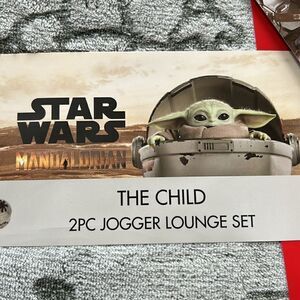 STAR
WARS
MANDALORIAN
THE CHILD
2PC JOGGER LOUNGE SET